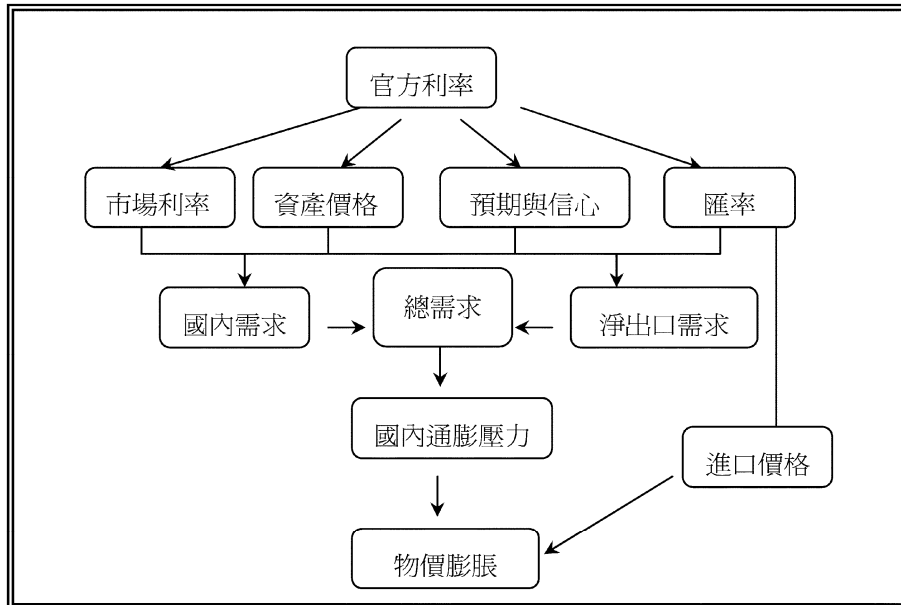 官方利率
市場利率
資產價格
預期與信心
匯率
國內需求
總需求
淨出口需求
國內通膨壓力
進口價格
物價膨脹